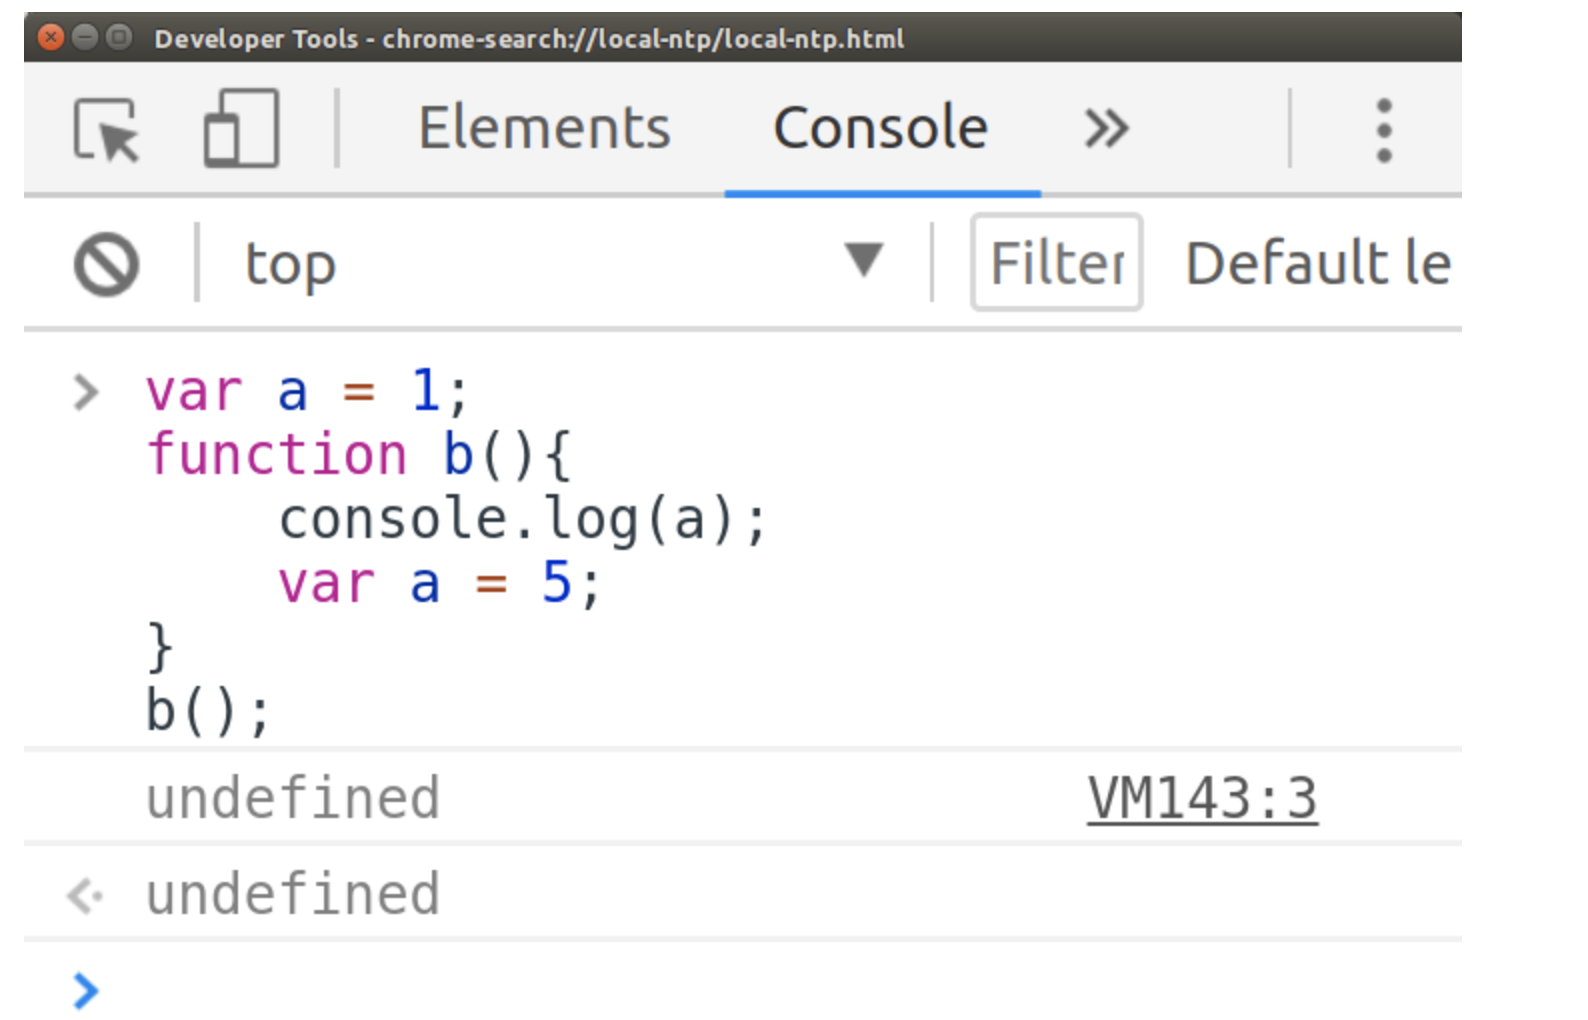 Developer Tools - chrome-search://local-ntp/local-ntp.html
Elements Console »
top ▼ Filter Default le
> var a = 1;
function b(){
    console.log(a);
    var a = 5;
}
b();
undefined VM143:3
undefined
>